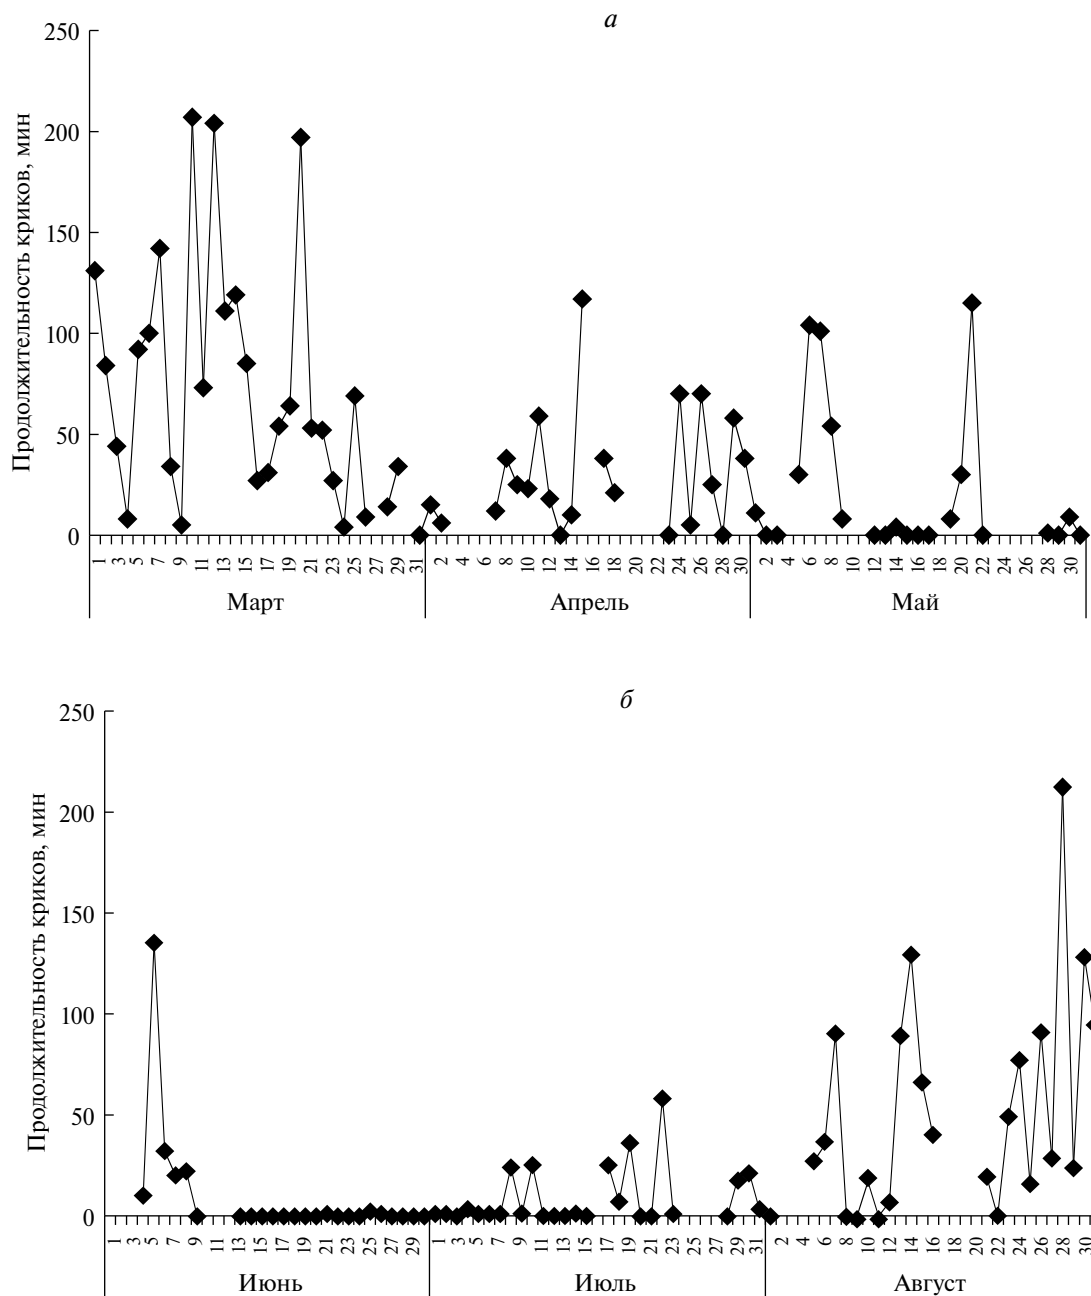 а
Продолжительность криков, мин
250
200
150
100
50
0
1 3 5 7 9 11 13 15 17 19 21 23 25 27 29 31 2 4 6 8 10 12 14 16 18 20 22 24 26 28 30 2 4 6 8 10 12 14 16 18 20 22 24 26 28 30
Март Апрель Май
б
Продолжительность криков, мин
250
200
150
100
50
0
1 3 5 7 9 11 13 15 17 19 21 23 25 27 29 1 3 5 7 9 11 13 15 17 19 21 23 25 27 29 31 2 4 6 8 10 12 14 16 18 20 22 24 26 28 30
Июнь Июль Август